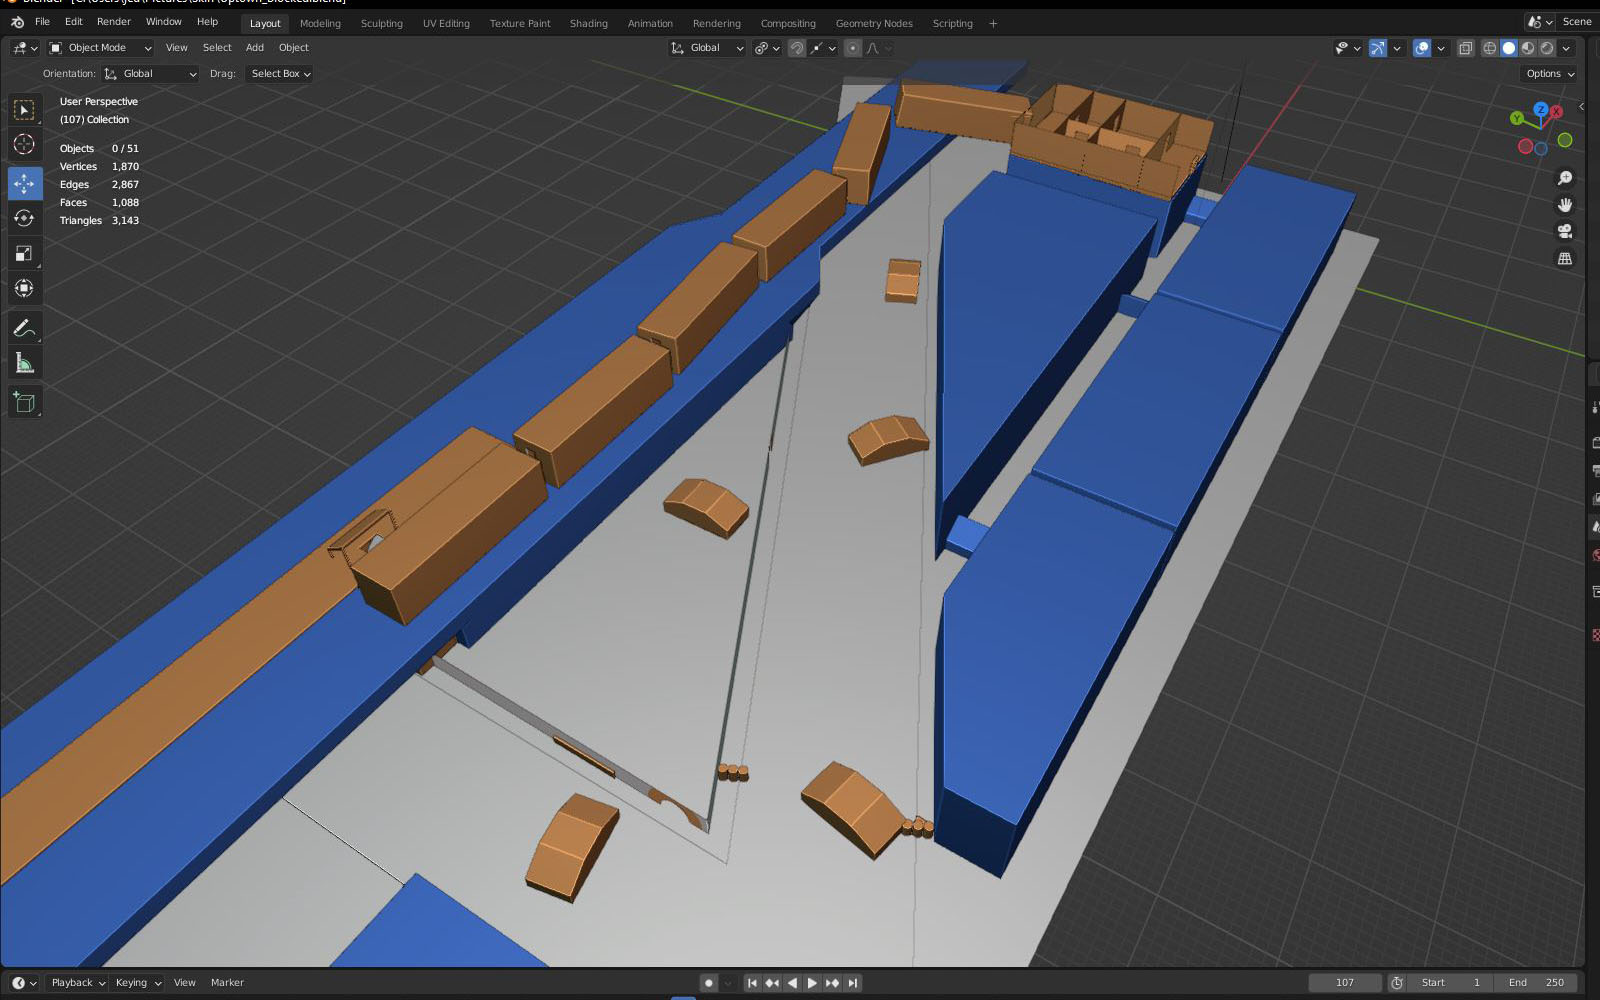 File Edit Render Window Help Layout Modeling Sculpting UV Editing Texture Paint Shading Animation Rendering Compositing Geometry Nodes Scripting + Scene
Object Mode View Select Add Object Global
Orientation: Global Drag: Select Box Options
User Perspective
(107) Collection
Objects 0 / 51
Vertices 1,870
Edges 2,867
Faces 1,088
Triangles 3,143
Z
X
Y
Playback Keying View Marker 107 Start 1 End 250